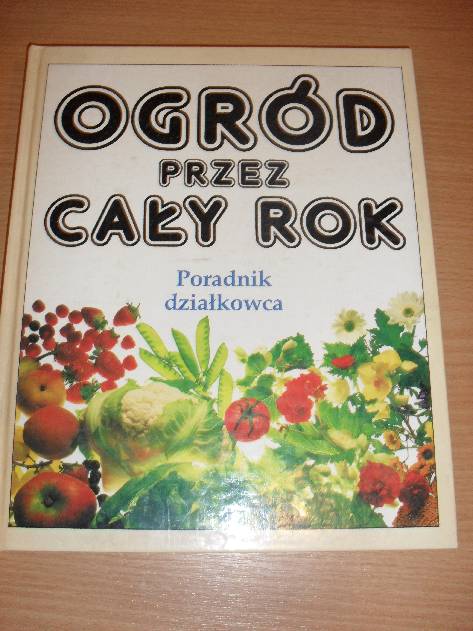 OGRÓD
PRZEZ
CAŁY ROK
Poradnik
działkowca